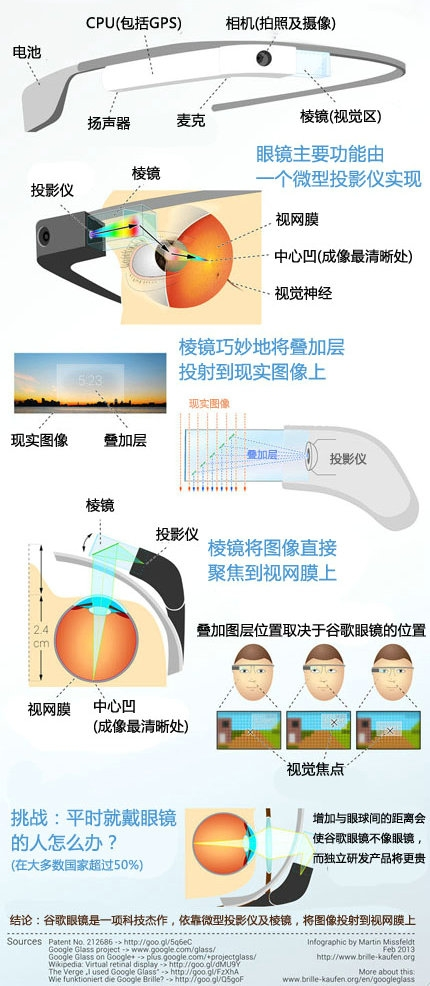 CPU(包括GPS)
相机(拍照及摄像)
电池
扬声器
麦克
棱镜(视觉区)
眼镜主要功能由
一个微型投影仪实现
棱镜
投影仪
视网膜
中心凹(成像最清晰处)
视觉神经
棱镜巧妙地将叠加层
投射到现实图像上
5:23
现实图像
叠加层
现实图像
叠加层
投影仪
棱镜
投影仪
棱镜将图像直接
聚焦到视网膜上
2.4
cm
视网膜
中心凹
(成像最清晰处)
叠加图层位置取决于谷歌眼镜的位置
视觉焦点
挑战：平时就戴眼镜
的人怎么办？
(在大多数国家超过50%)
增加与眼球间的距离会
使谷歌眼镜不像眼镜，
而独立研发产品将更贵
结论：谷歌眼镜是一项科技杰作，依靠微型投影仪及棱镜，将图像投射到视网膜上
Sources
Patent No. 212686 -> http://goo.gl/5q6eC
Google Glass project -> www.google.com/glass/
Google Glass on Google+ -> plus.google.com/+projectglass/
Wikipedia: Virtual retinal display -> http://goo.gl/dMU9Y
The Verge „I used Google Glass“ -> http://goo.gl/FzXhA
Wie funktioniert die Google Brille? -> http://goo.gl/Q5goF
Infographic by Martin Missfeldt
Feb 2013
http://www.brille-kaufen.org/
More about this:
www.brille-kaufen.org/en/googleglass